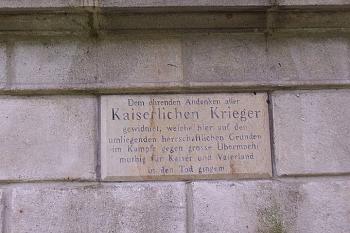 Dem ehrenden Andenken aller
Kaiserlichen Krieger
gewidmet, welche hier auf den
umliegenden herrschaftlichen Gründen
im Kampfe gegen grosse Übermacht
muthig für Kaiser und Vaterland
in den Tod gingen.